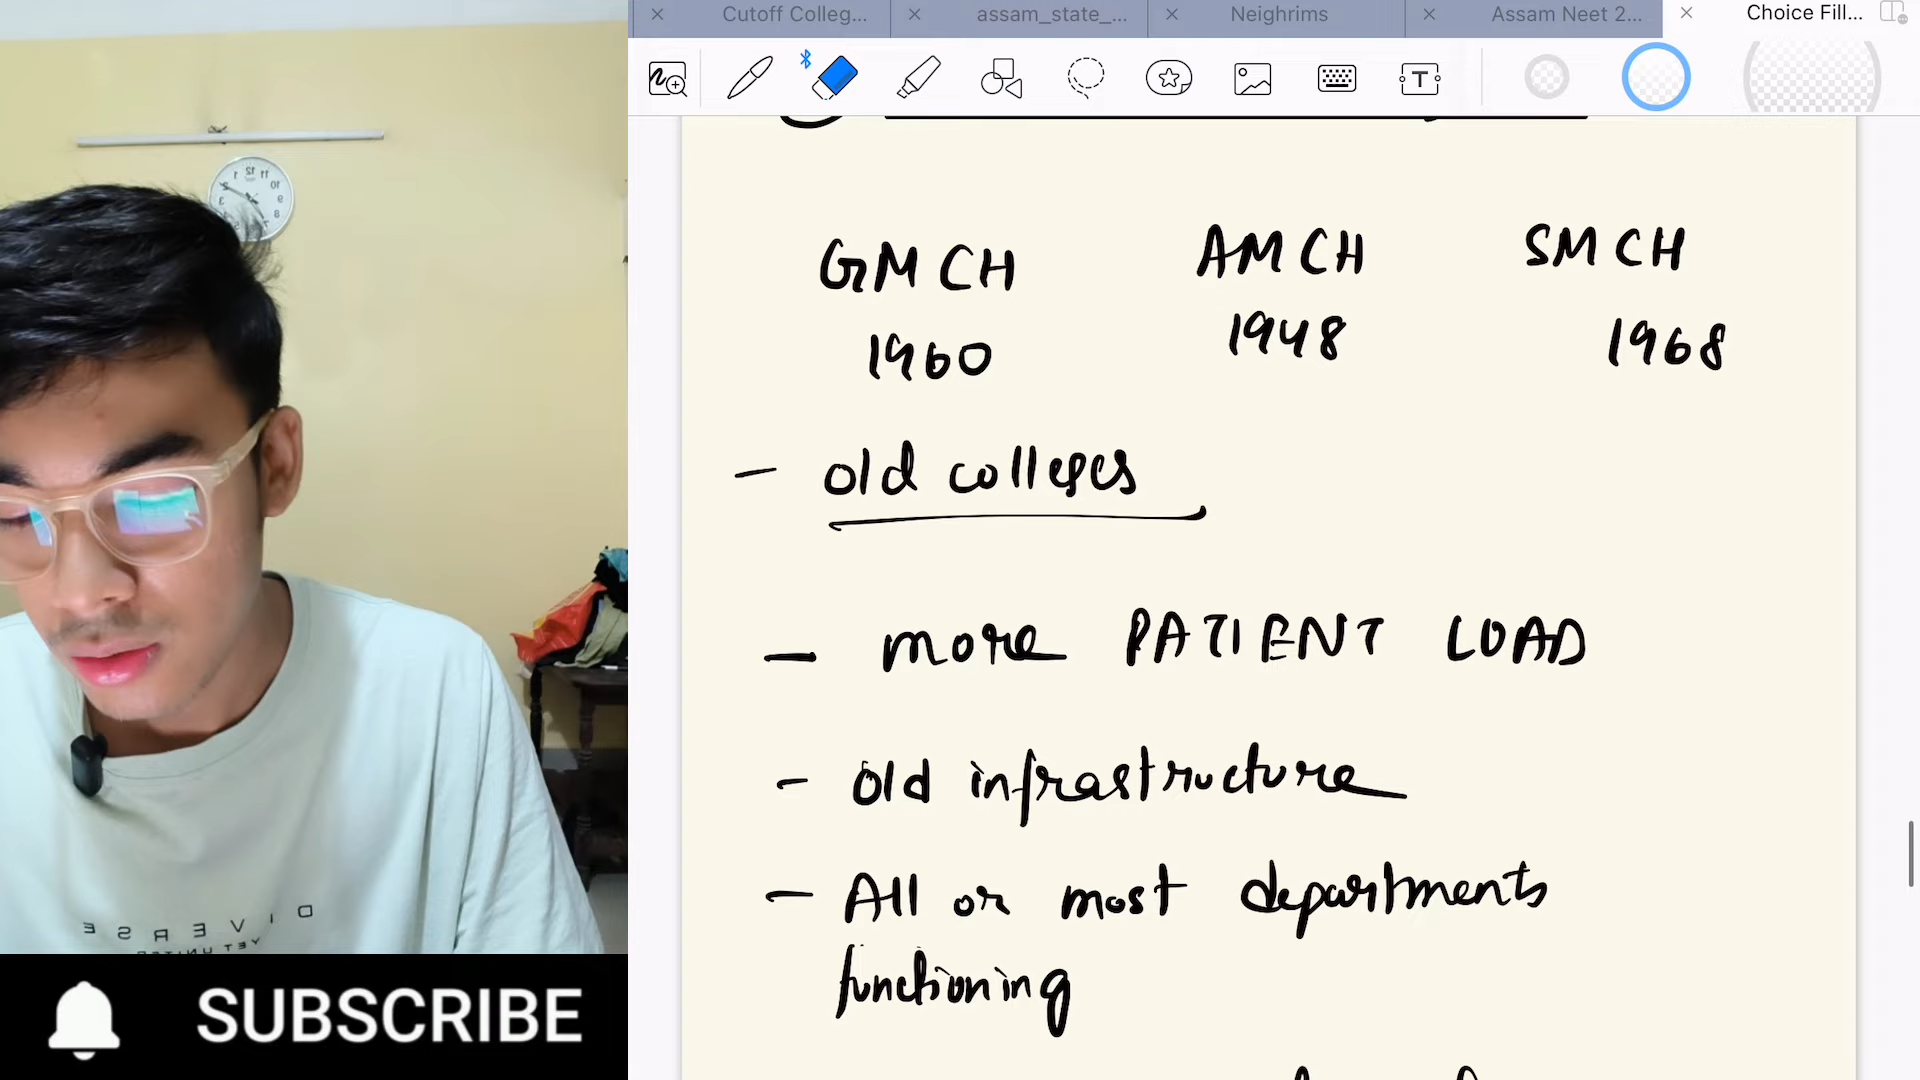 Cutoff Colleg...
assam_state_...
Neighrims
Assam Neet 2...
Choice Fill...
GMCH AMCH SMCH
1960 1948 1968
- old colleges
- more PATIENT LOAD
- old infrastructure
- All or most departments
functioning
DIVERSE
SUBSCRIBE